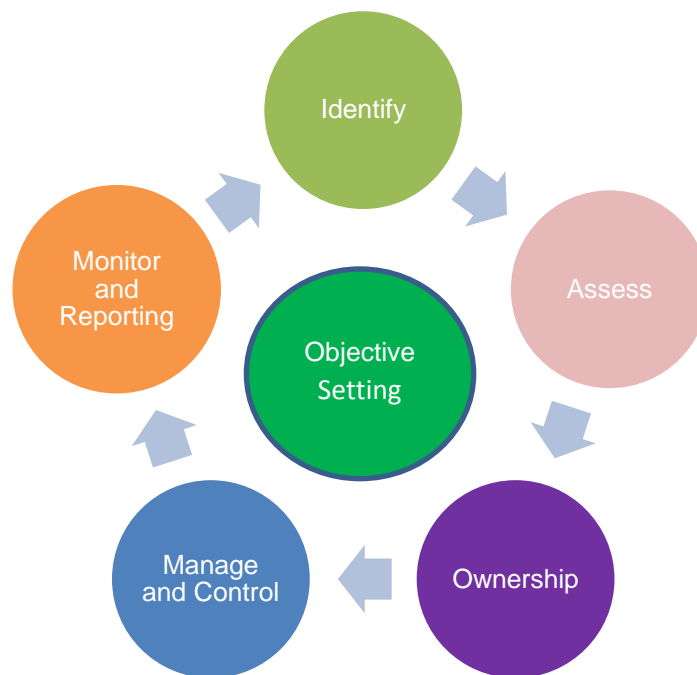 Identify
Assess
Ownership
Manage
and Control
Monitor
and
Reporting
Objective
Setting